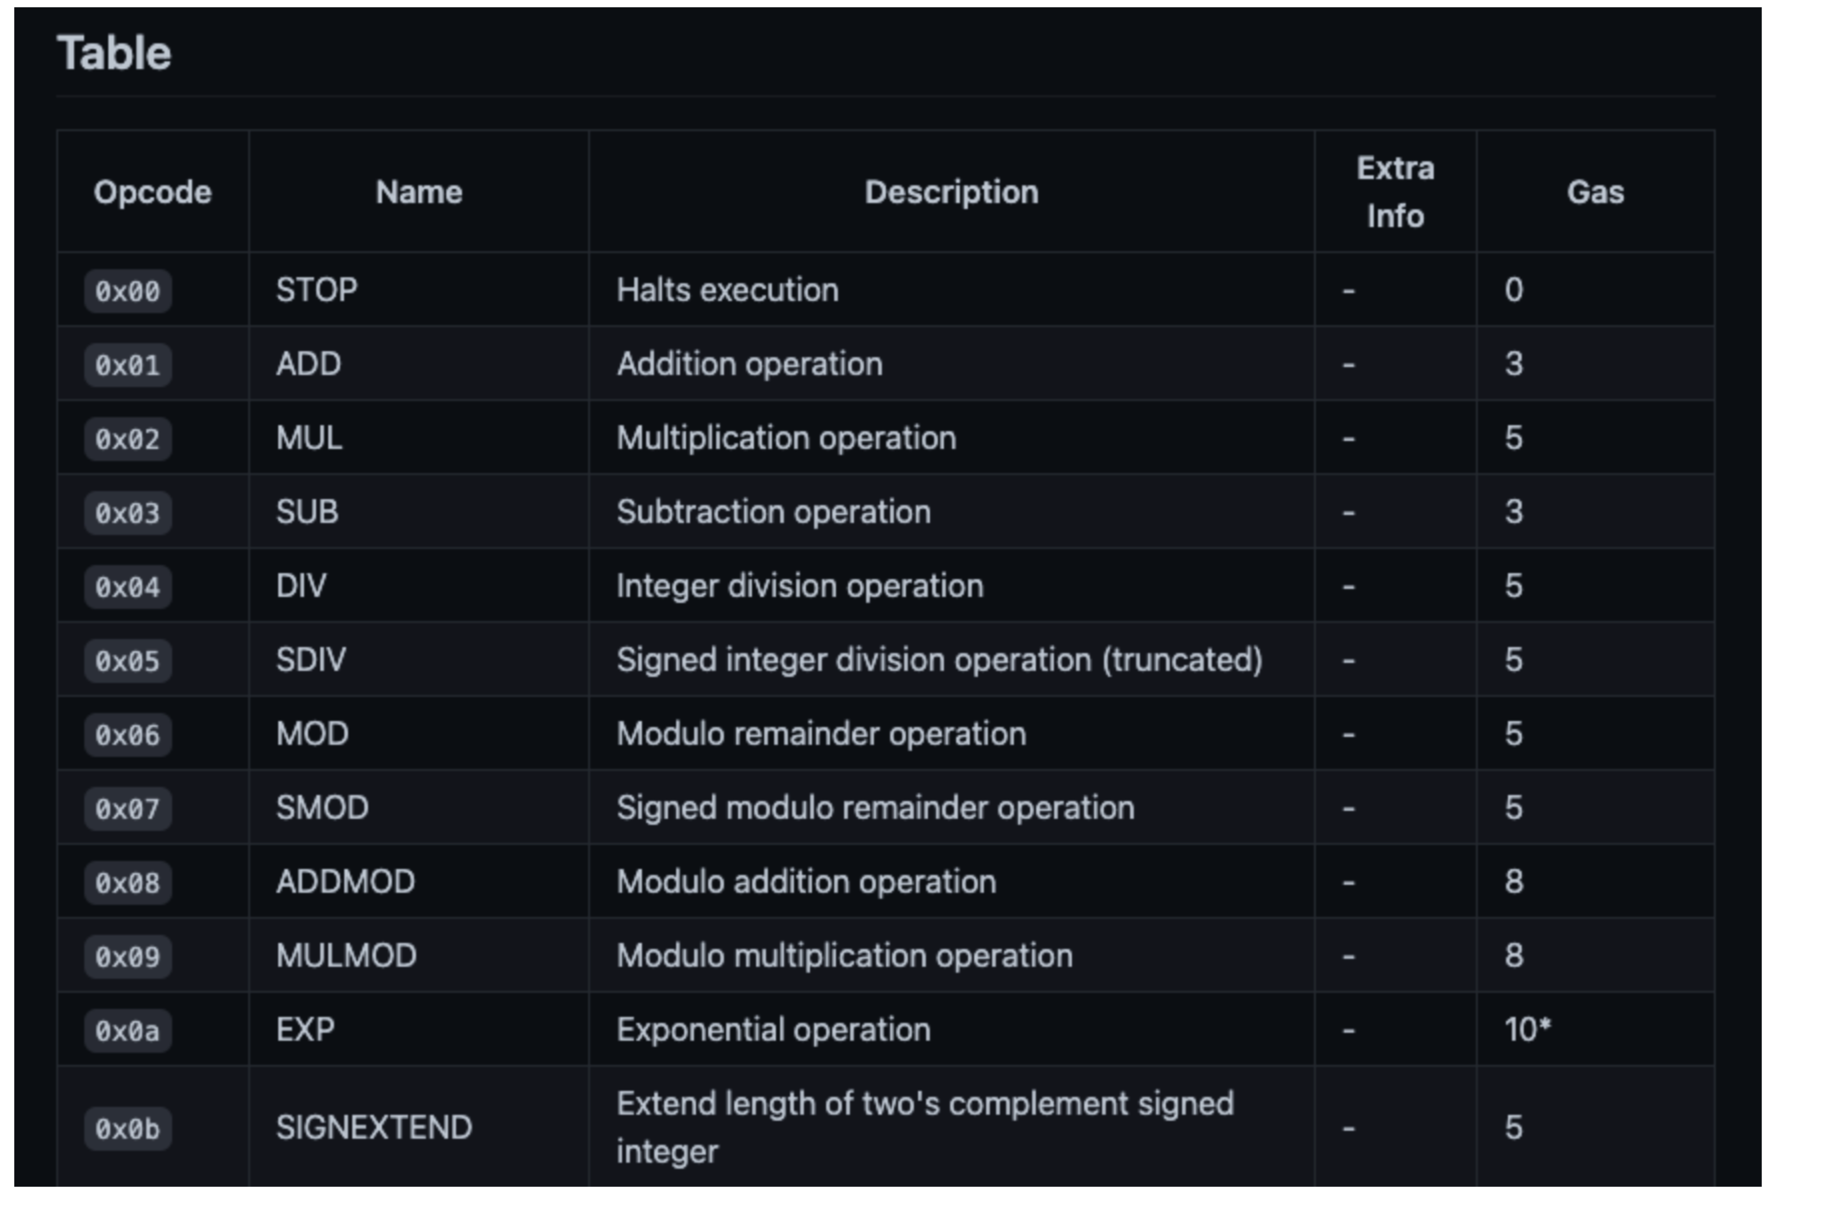 Table
Opcode Name Description Extra Info Gas
0x00 STOP Halts execution - 0
0x01 ADD Addition operation - 3
0x02 MUL Multiplication operation - 5
0x03 SUB Subtraction operation - 3
0x04 DIV Integer division operation - 5
0x05 SDIV Signed integer division operation (truncated) - 5
0x06 MOD Modulo remainder operation - 5
0x07 SMOD Signed modulo remainder operation - 5
0x08 ADDMOD Modulo addition operation - 8
0x09 MULMOD Modulo multiplication operation - 8
0x0a EXP Exponential operation - 10*
0x0b SIGNEXTEND Extend length of two's complement signed integer - 5